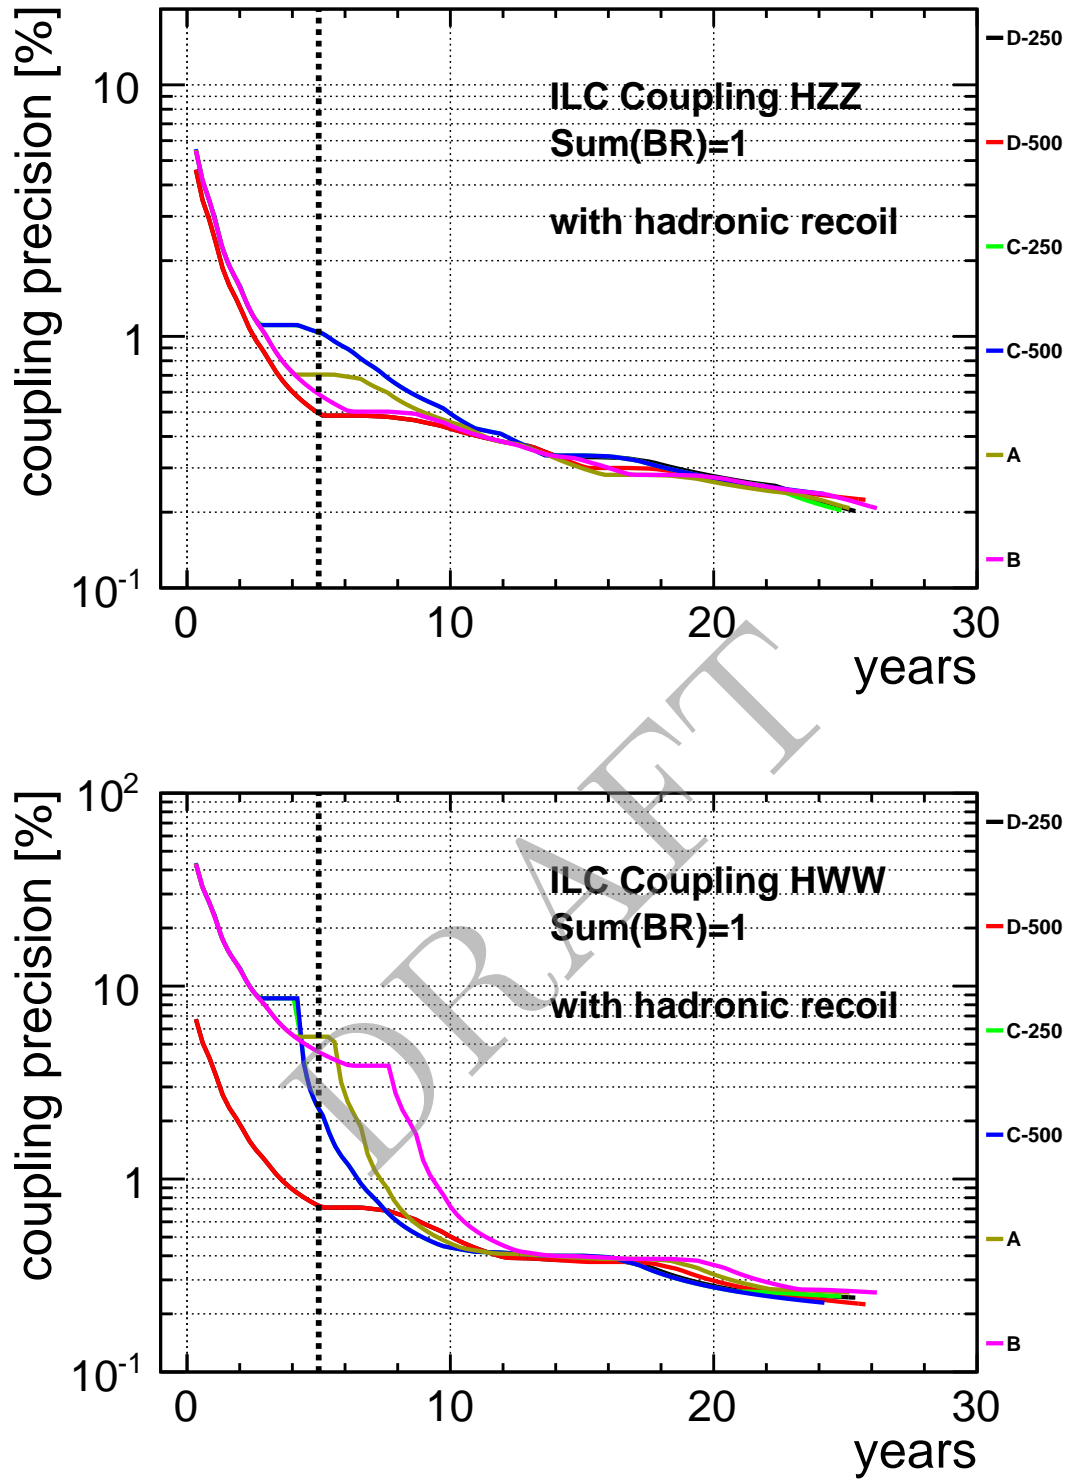 coupling precision [%]
10
1
10-1
ILC Coupling HZZ
Sum(BR)=1
with hadronic recoil
0
10
20
30
years
D-250
D-500
C-250
C-500
A
B
DRAFT
coupling precision [%]
10²
10
1
10-1
ILC Coupling HWW
Sum(BR)=1
with hadronic recoil
0
10
20
30
years
D-250
D-500
C-250
C-500
A
B